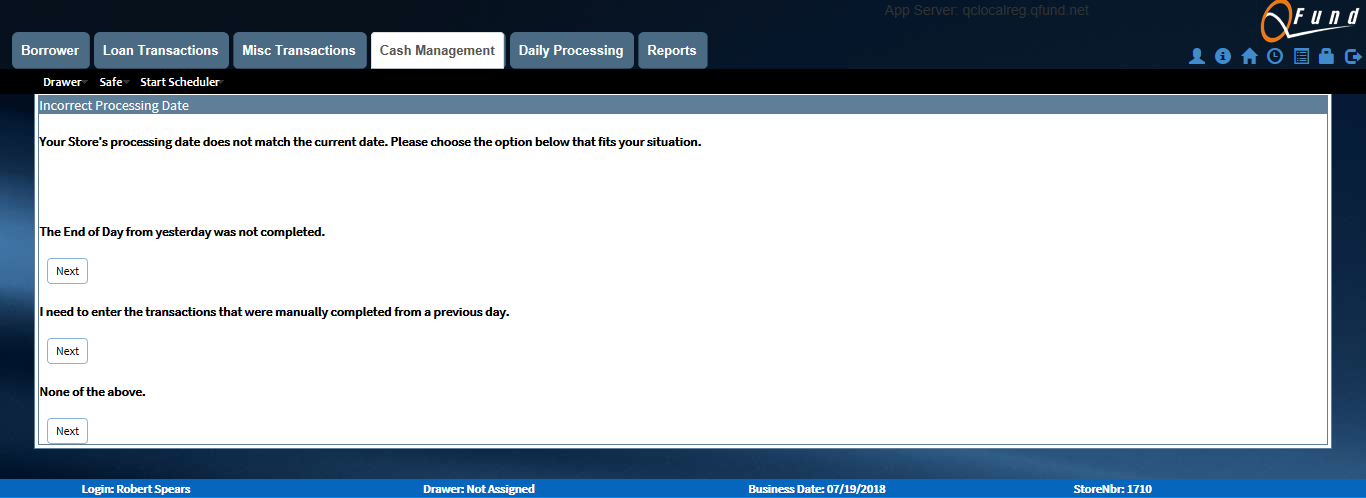 App Server: qclocalreg.qfund.net
QFund
Borrower Loan Transactions Misc Transactions Cash Management Daily Processing Reports
Drawer Safe Start Scheduler
Incorrect Processing Date
Your Store's processing date does not match the current date. Please choose the option below that fits your situation.
The End of Day from yesterday was not completed.
Next
I need to enter the transactions that were manually completed from a previous day.
Next
None of the above.
Next
Login: Robert Spears Drawer: Not Assigned Business Date: 07/19/2018 StoreNbr: 1710